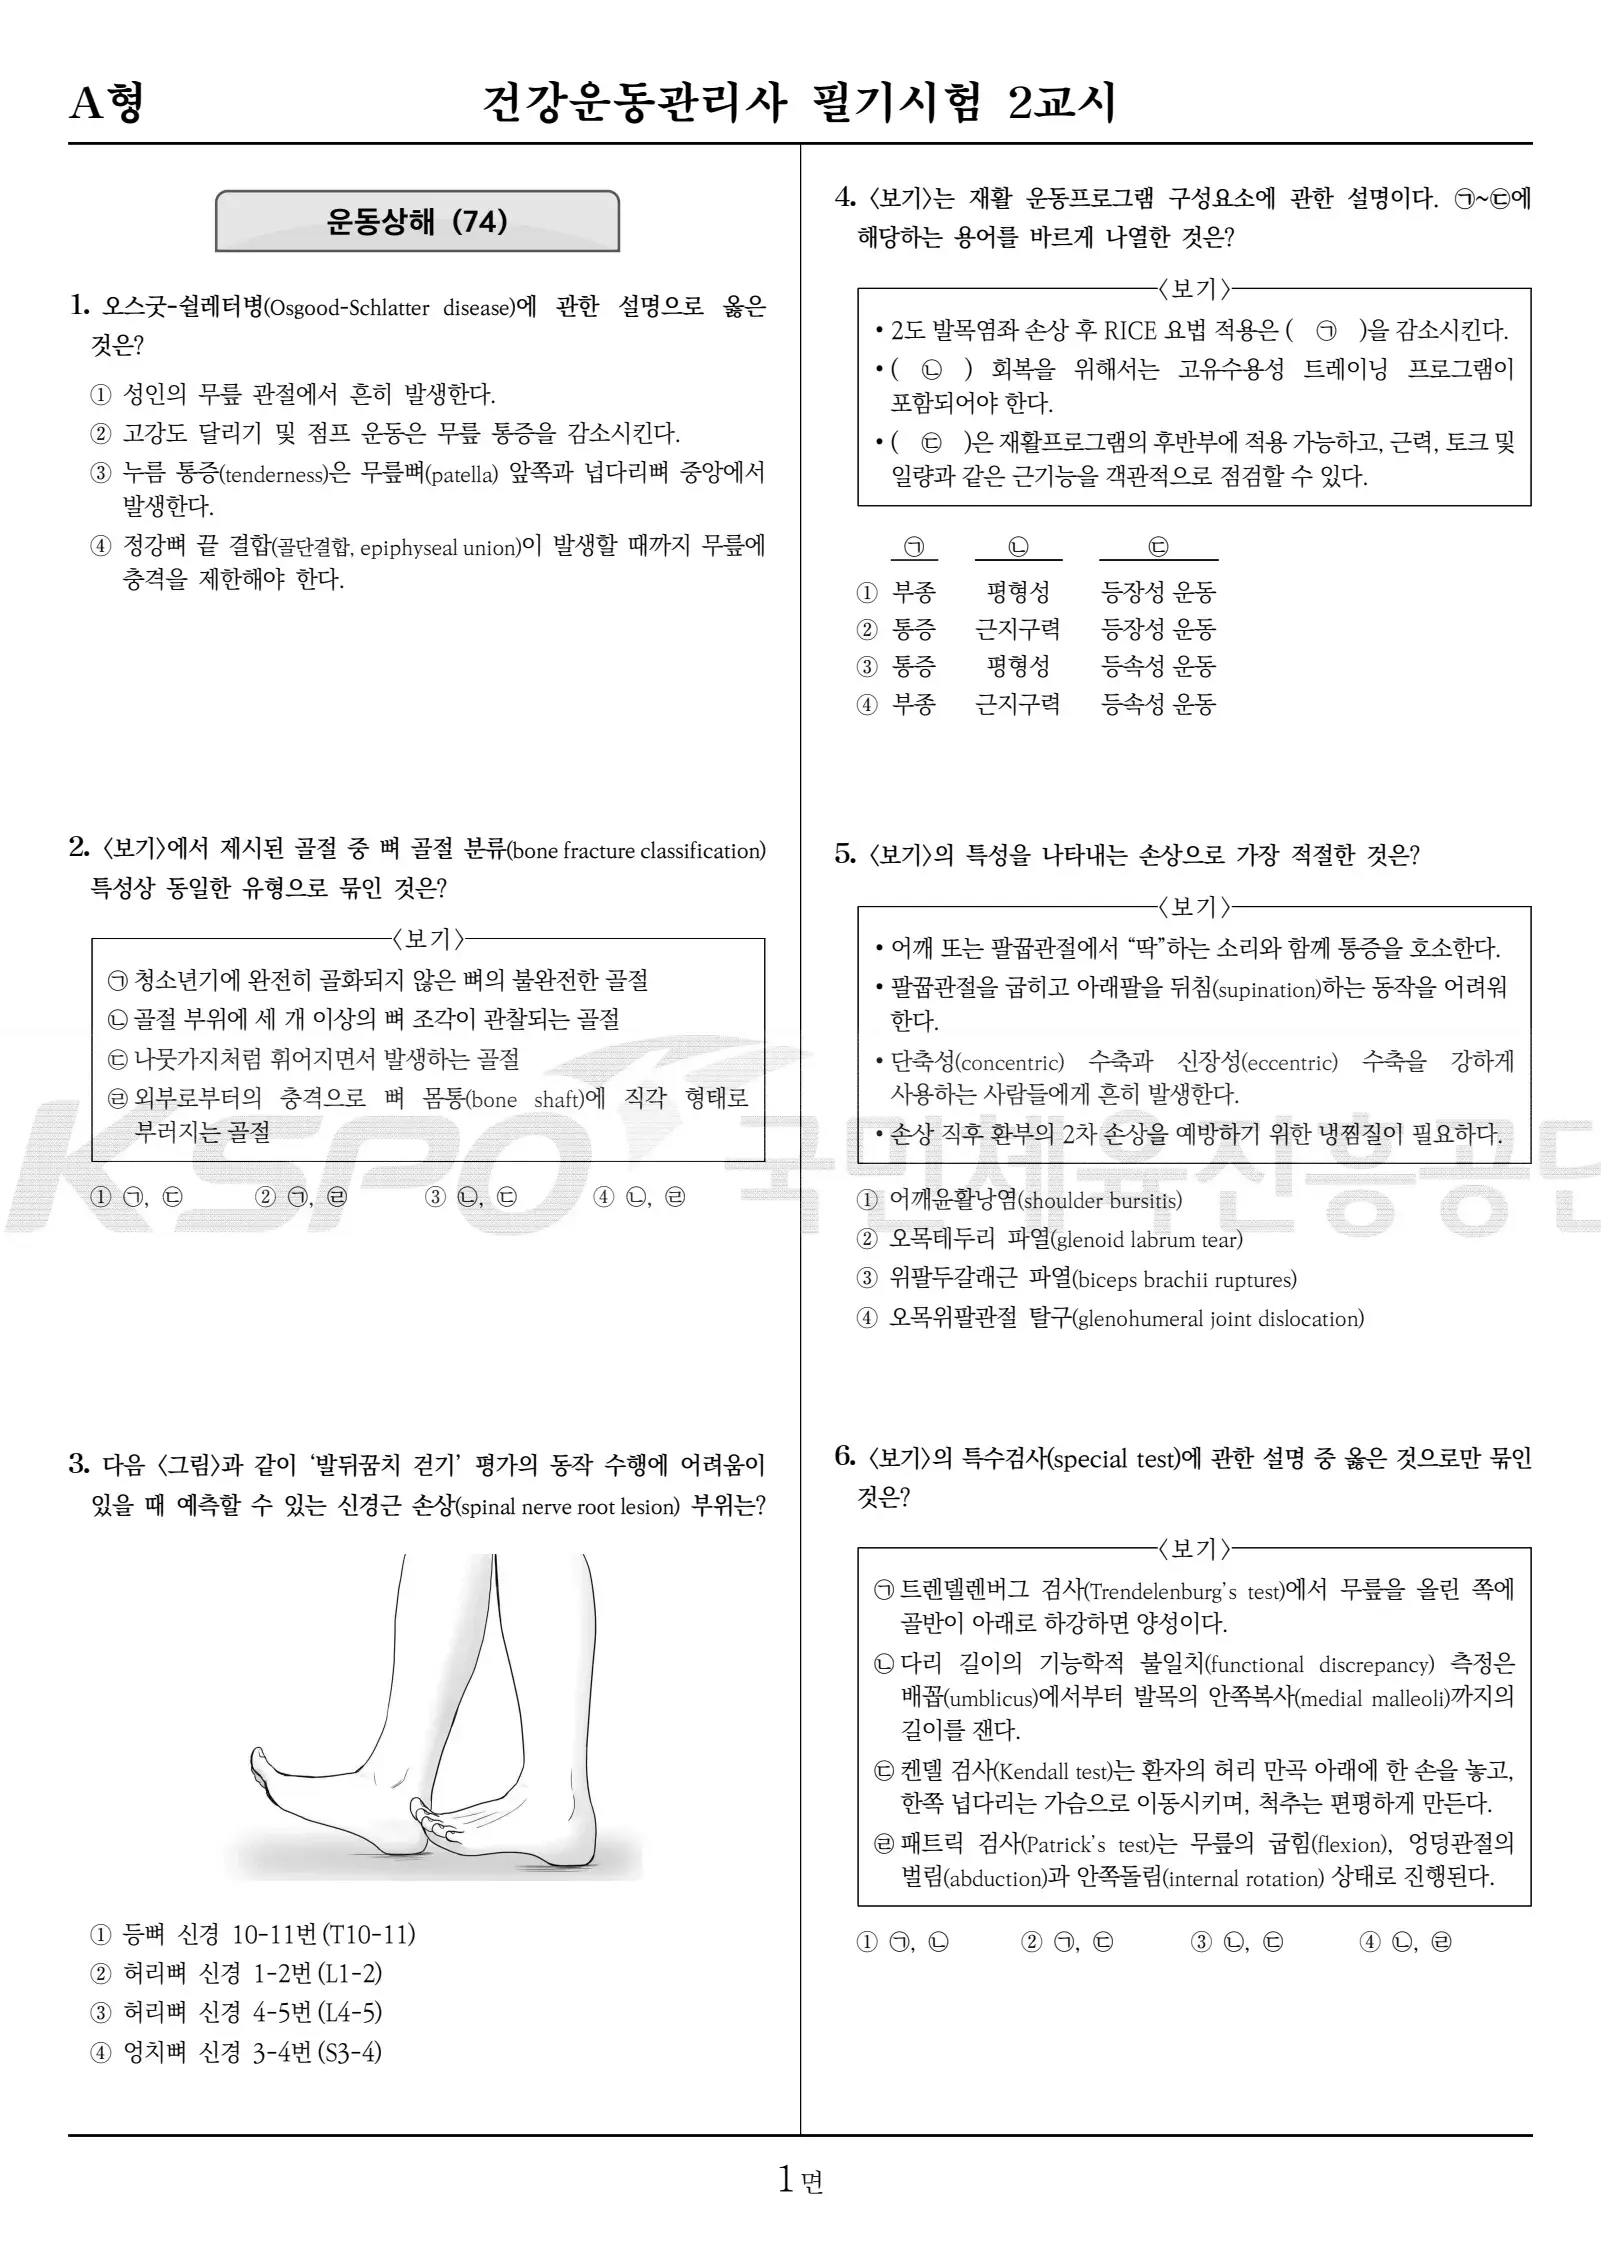 A형
건강운동관리사 필기시험 2교시
운동상해 (74)
1. 오스굿-쉴레터병(Osgood-Schlatter disease)에 관한 설명으로 옳은
것은?
① 성인의 무릎 관절에서 흔히 발생한다.
② 고강도 달리기 및 점프 운동은 무릎 통증을 감소시킨다.
③ 누름 통증(tenderness)은 무릎뼈(patella) 앞쪽과 넙다리뼈 중앙에서
발생한다.
④ 정강뼈 끝 결합(골단결합, epiphyseal union)이 발생할 때까지 무릎에
충격을 제한해야 한다.
2. <보기>에서 제시된 골절 중 뼈 골절 분류(bone fracture classification)
특성상 동일한 유형으로 묶인 것은?
<보기>
㉠ 청소년기에 완전히 골화되지 않은 뼈의 불완전한 골절
㉡ 골절 부위에 세 개 이상의 뼈 조각이 관찰되는 골절
㉢ 나뭇가지처럼 휘어지면서 발생하는 골절
㉣ 외부로부터의 충격으로 뼈 몸통(bone shaft)에 직각 형태로
부러지는 골절
① ㉠, ㉢ ② ㉠, ㉣ ③ ㉡, ㉢ ④ ㉡, ㉣
3. 다음 <그림>과 같이 ‘발뒤꿈치 걷기’ 평가의 동작 수행에 어려움이
있을 때 예측할 수 있는 신경근 손상(spinal nerve root lesion) 부위는?
① 등뼈 신경 10-11번(T10-11)
② 허리뼈 신경 1-2번(L1-2)
③ 허리뼈 신경 4-5번(L4-5)
④ 엉치뼈 신경 3-4번(S3-4)
4. <보기>는 재활 운동프로그램 구성요소에 관한 설명이다. ㉠~㉢에
해당하는 용어를 바르게 나열한 것은?
<보기>
• 2도 발목염좌 손상 후 RICE 요법 적용은 ( ㉠ )을 감소시킨다.
• ( ㉡ ) 회복을 위해서는 고유수용성 트레이닝 프로그램이
포함되어야 한다.
• ( ㉢ )은 재활프로그램의 후반부에 적용 가능하고, 근력, 토크 및
일량과 같은 근기능을 객관적으로 점검할 수 있다.
㉠ ㉡ ㉢
① 부종 평형성 등장성 운동
② 통증 근지구력 등장성 운동
③ 통증 평형성 등속성 운동
④ 부종 근지구력 등속성 운동
5. <보기>의 특성을 나타내는 손상으로 가장 적절한 것은?
<보기>
• 어깨 또는 팔꿉관절에서 “딱”하는 소리와 함께 통증을 호소한다.
• 팔꿉관절을 굽히고 아래팔을 뒤침(supination)하는 동작을 어려워
한다.
• 단축성(concentric) 수축과 신장성(eccentric) 수축을 강하게
사용하는 사람들에게 흔히 발생한다.
• 손상 직후 환부의 2차 손상을 예방하기 위한 냉찜질이 필요하다.
① 어깨윤활낭염(shoulder bursitis)
② 오목테두리 파열(glenoid labrum tear)
③ 위팔두갈래근 파열(biceps brachii ruptures)
④ 오목위팔관절 탈구(glenohumeral joint dislocation)
6. <보기>의 특수검사(special test)에 관한 설명 중 옳은 것으로만 묶인
것은?
<보기>
㉠ 트렌델렌버그 검사(Trendelenburg’s test)에서 무릎을 올린 쪽에
골반이 아래로 하강하면 양성이다.
㉡ 다리 길이의 기능학적 불일치(functional discrepancy) 측정은
배꼽(umblicus)에서부터 발목의 안쪽복사(medial malleoli)까지의
길이를 잰다.
㉢ 켄델 검사(Kendall test)는 환자의 허리 만곡 아래에 한 손을 놓고,
한쪽 넙다리는 가슴으로 이동시키며, 척추는 편평하게 만든다.
㉣ 패트릭 검사(Patrick’s test)는 무릎의 굽힘(flexion), 엉덩관절의
벌림(abduction)과 안쪽돌림(internal rotation) 상태로 진행된다.
① ㉠, ㉡ ② ㉠, ㉢ ③ ㉡, ㉢ ④ ㉡, ㉣
KSPO 국민체육진흥공단
1면